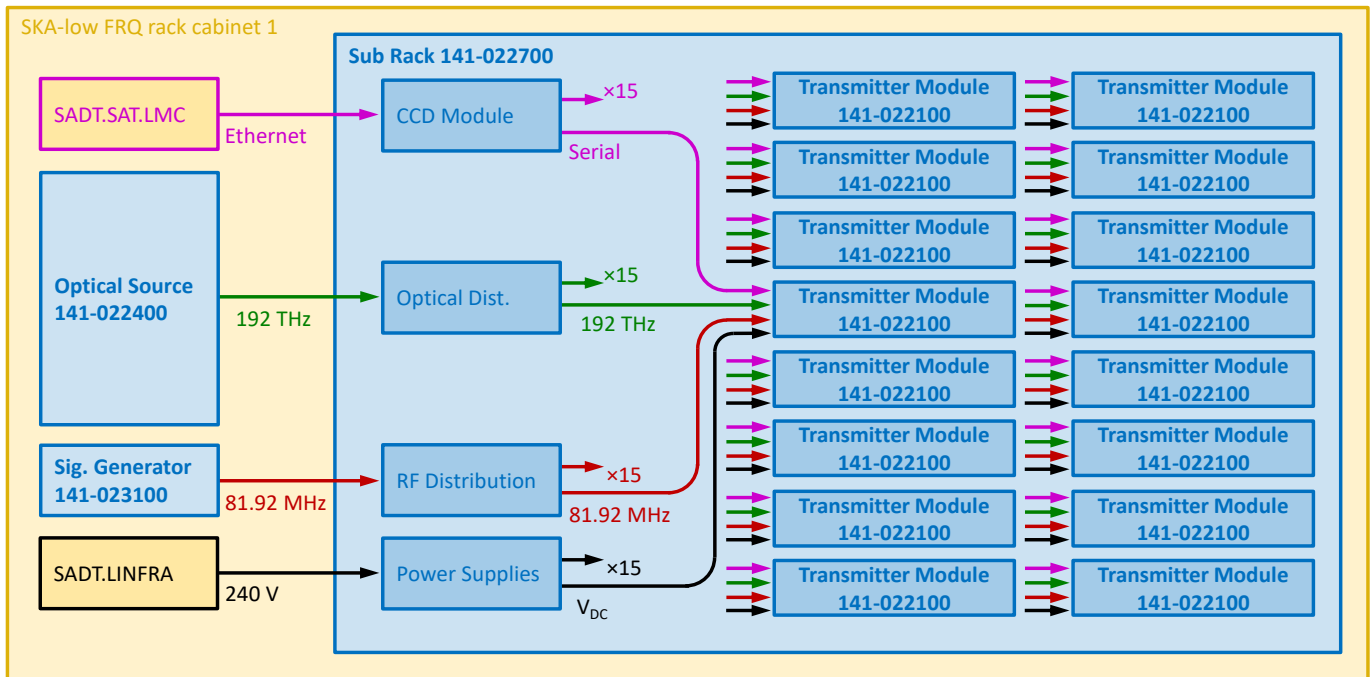 SKA-low FRQ rack cabinet 1
Sub Rack 141-022700
SADT.SAT.LMC
Ethernet
CCD Module
×15
Serial
Optical Source
141-022400
192 THz
Optical Dist.
×15
192 THz
Sig. Generator
141-023100
81.92 MHz
RF Distribution
×15
81.92 MHz
SADT.LINFRA
240 V
Power Supplies
×15
VDC
Transmitter Module
141-022100
Transmitter Module
141-022100
Transmitter Module
141-022100
Transmitter Module
141-022100
Transmitter Module
141-022100
Transmitter Module
141-022100
Transmitter Module
141-022100
Transmitter Module
141-022100
Transmitter Module
141-022100
Transmitter Module
141-022100
Transmitter Module
141-022100
Transmitter Module
141-022100
Transmitter Module
141-022100
Transmitter Module
141-022100
Transmitter Module
141-022100
Transmitter Module
141-022100